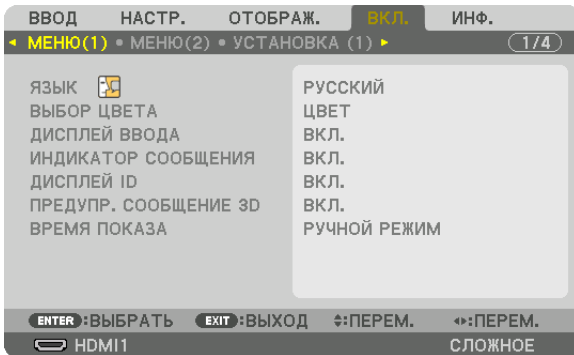 ВВОД НАСТР. ОТОБРАЖ. ВКЛ. ИНФ.
МЕНЮ(1) • МЕНЮ(2) • УСТАНОВКА (1) 1/4
ЯЗЫК РУССКИЙ
ВЫБОР ЦВЕТА ЦВЕТ
ДИСПЛЕЙ ВВОДА ВКЛ.
ИНДИКАТОР СООБЩЕНИЯ ВКЛ.
ДИСПЛЕЙ ID ВКЛ.
ПРЕДУПР. СООБЩЕНИЕ 3D ВКЛ.
ВРЕМЯ ПОКАЗА РУЧНОЙ РЕЖИМ
ENTER :ВЫБРАТЬ EXIT :ВЫХОД :ПЕРЕМ. :ПЕРЕМ.
HDMI1 СЛОЖНОЕ